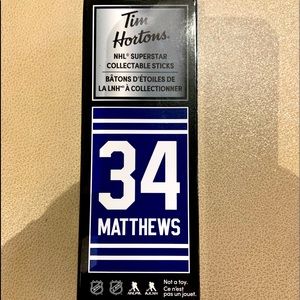 Tim
Hortons.
NHL® SUPERSTAR
COLLECTABLE STICKS
BÂTONS D'ÉTOILES DE
LA LNHᴹᴰ À COLLECTIONNER
34
MATTHEWS
Not a toy.
Ce n'est
pas un jouet.